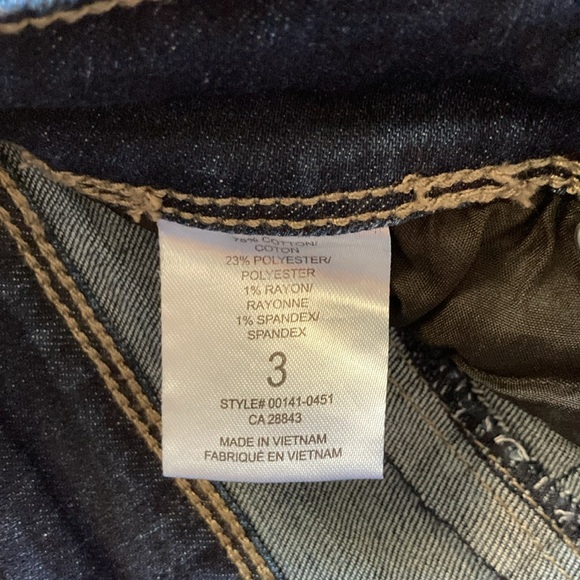 COTTON/
COTON
23% POLYESTER/
POLYESTER
1% RAYON/
RAYONNE
1% SPANDEX/
SPANDEX
3
STYLE# 00141-0451
CA 28843
MADE IN VIETNAM
FABRIQUÉ EN VIETNAM